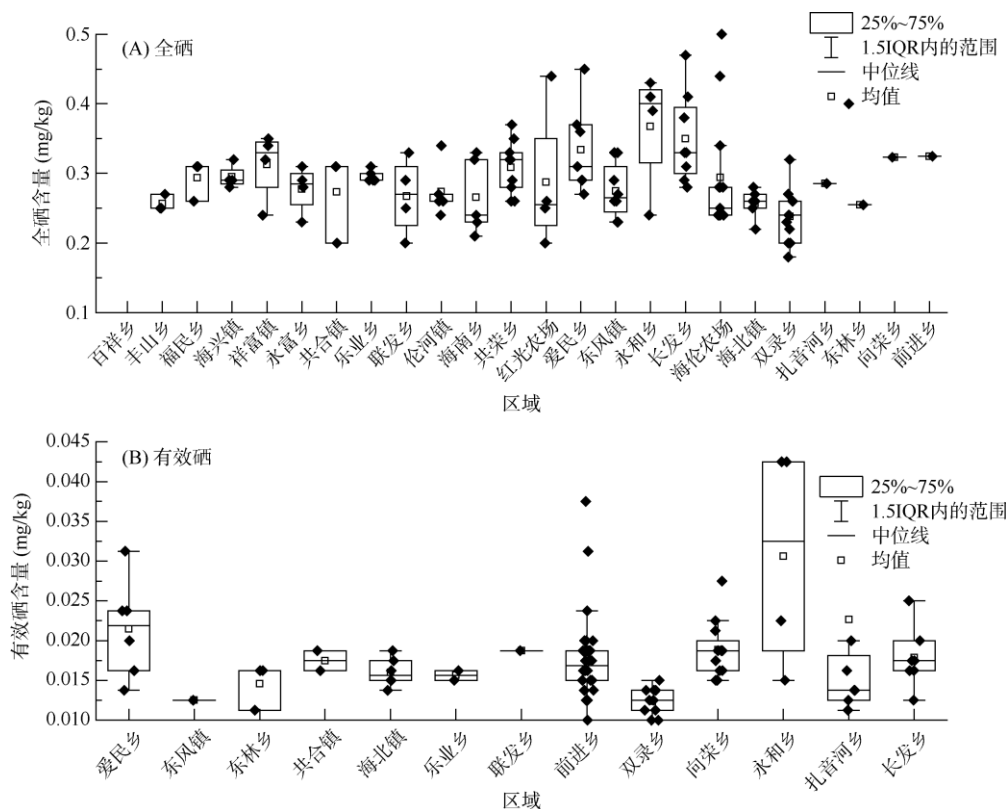 (A) 全硒
25%~75%
1.5IQR内的范围
中位线
均值
全硒含量 (mg/kg)
0.5
0.4
0.3
0.2
0.1
百祥乡
丰山乡
福民乡
海兴镇
祥富镇
永富乡
共合镇
乐业乡
联发乡
伦河镇
海南乡
共荣乡
红光农场
爱民乡
东风镇
永和乡
长发乡
海伦农场
海北镇
双录乡
扎音河乡
东林乡
向荣乡
前进乡
区域
(B) 有效硒
25%~75%
1.5IQR内的范围
中位线
均值
有效硒含量 (mg/kg)
0.045
0.040
0.035
0.030
0.025
0.020
0.015
0.010
爱民乡
东风镇
东林乡
共合镇
海北镇
乐业乡
联发乡
前进乡
双录乡
向荣乡
永和乡
扎音河乡
长发乡
区域